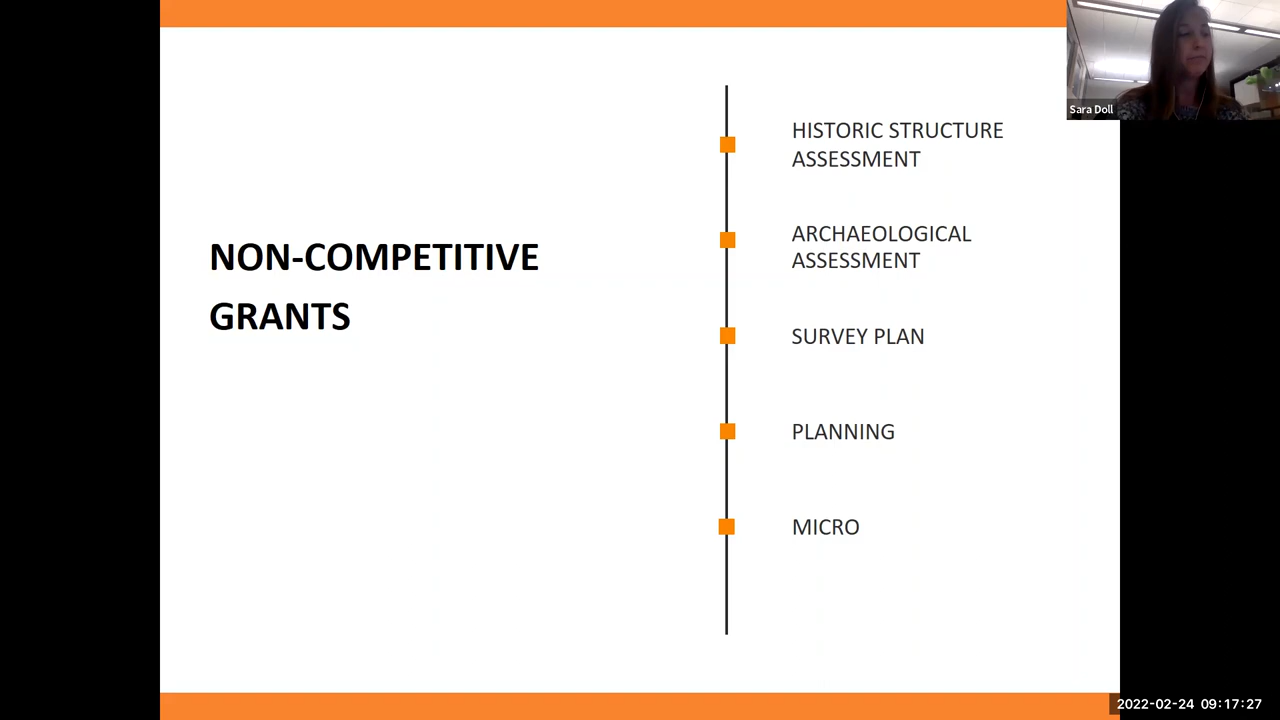 Sara Doll
NON-COMPETITIVE
GRANTS
HISTORIC STRUCTURE
ASSESSMENT
ARCHAEOLOGICAL
ASSESSMENT
SURVEY PLAN
PLANNING
MICRO
2022-02-24 09:17:27